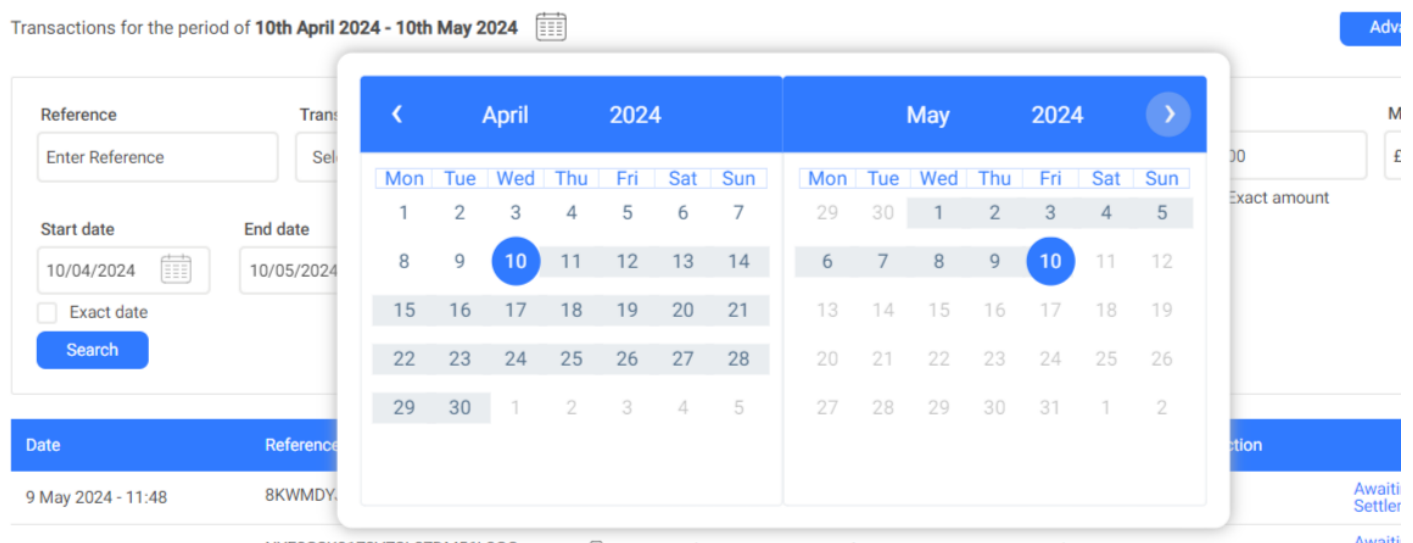 Transactions for the period of 10th April 2024 - 10th May 2024
Reference
Enter Reference
Start date End date
10/04/2024 10/05/2024
Exact date
Search
April 2024
Mon Tue Wed Thu Fri Sat Sun
1 2 3 4 5 6 7
8 9 10 11 12 13 14
15 16 17 18 19 20 21
22 23 24 25 26 27 28
29 30 1 2 3 4 5
May 2024
Mon Tue Wed Thu Fri Sat Sun
29 30 1 2 3 4 5
6 7 8 9 10 11 12
13 14 15 16 17 18 19
20 21 22 23 24 25 26
27 28 29 30 31 1 2
Exact amount
Date Reference
9 May 2024 - 11:48